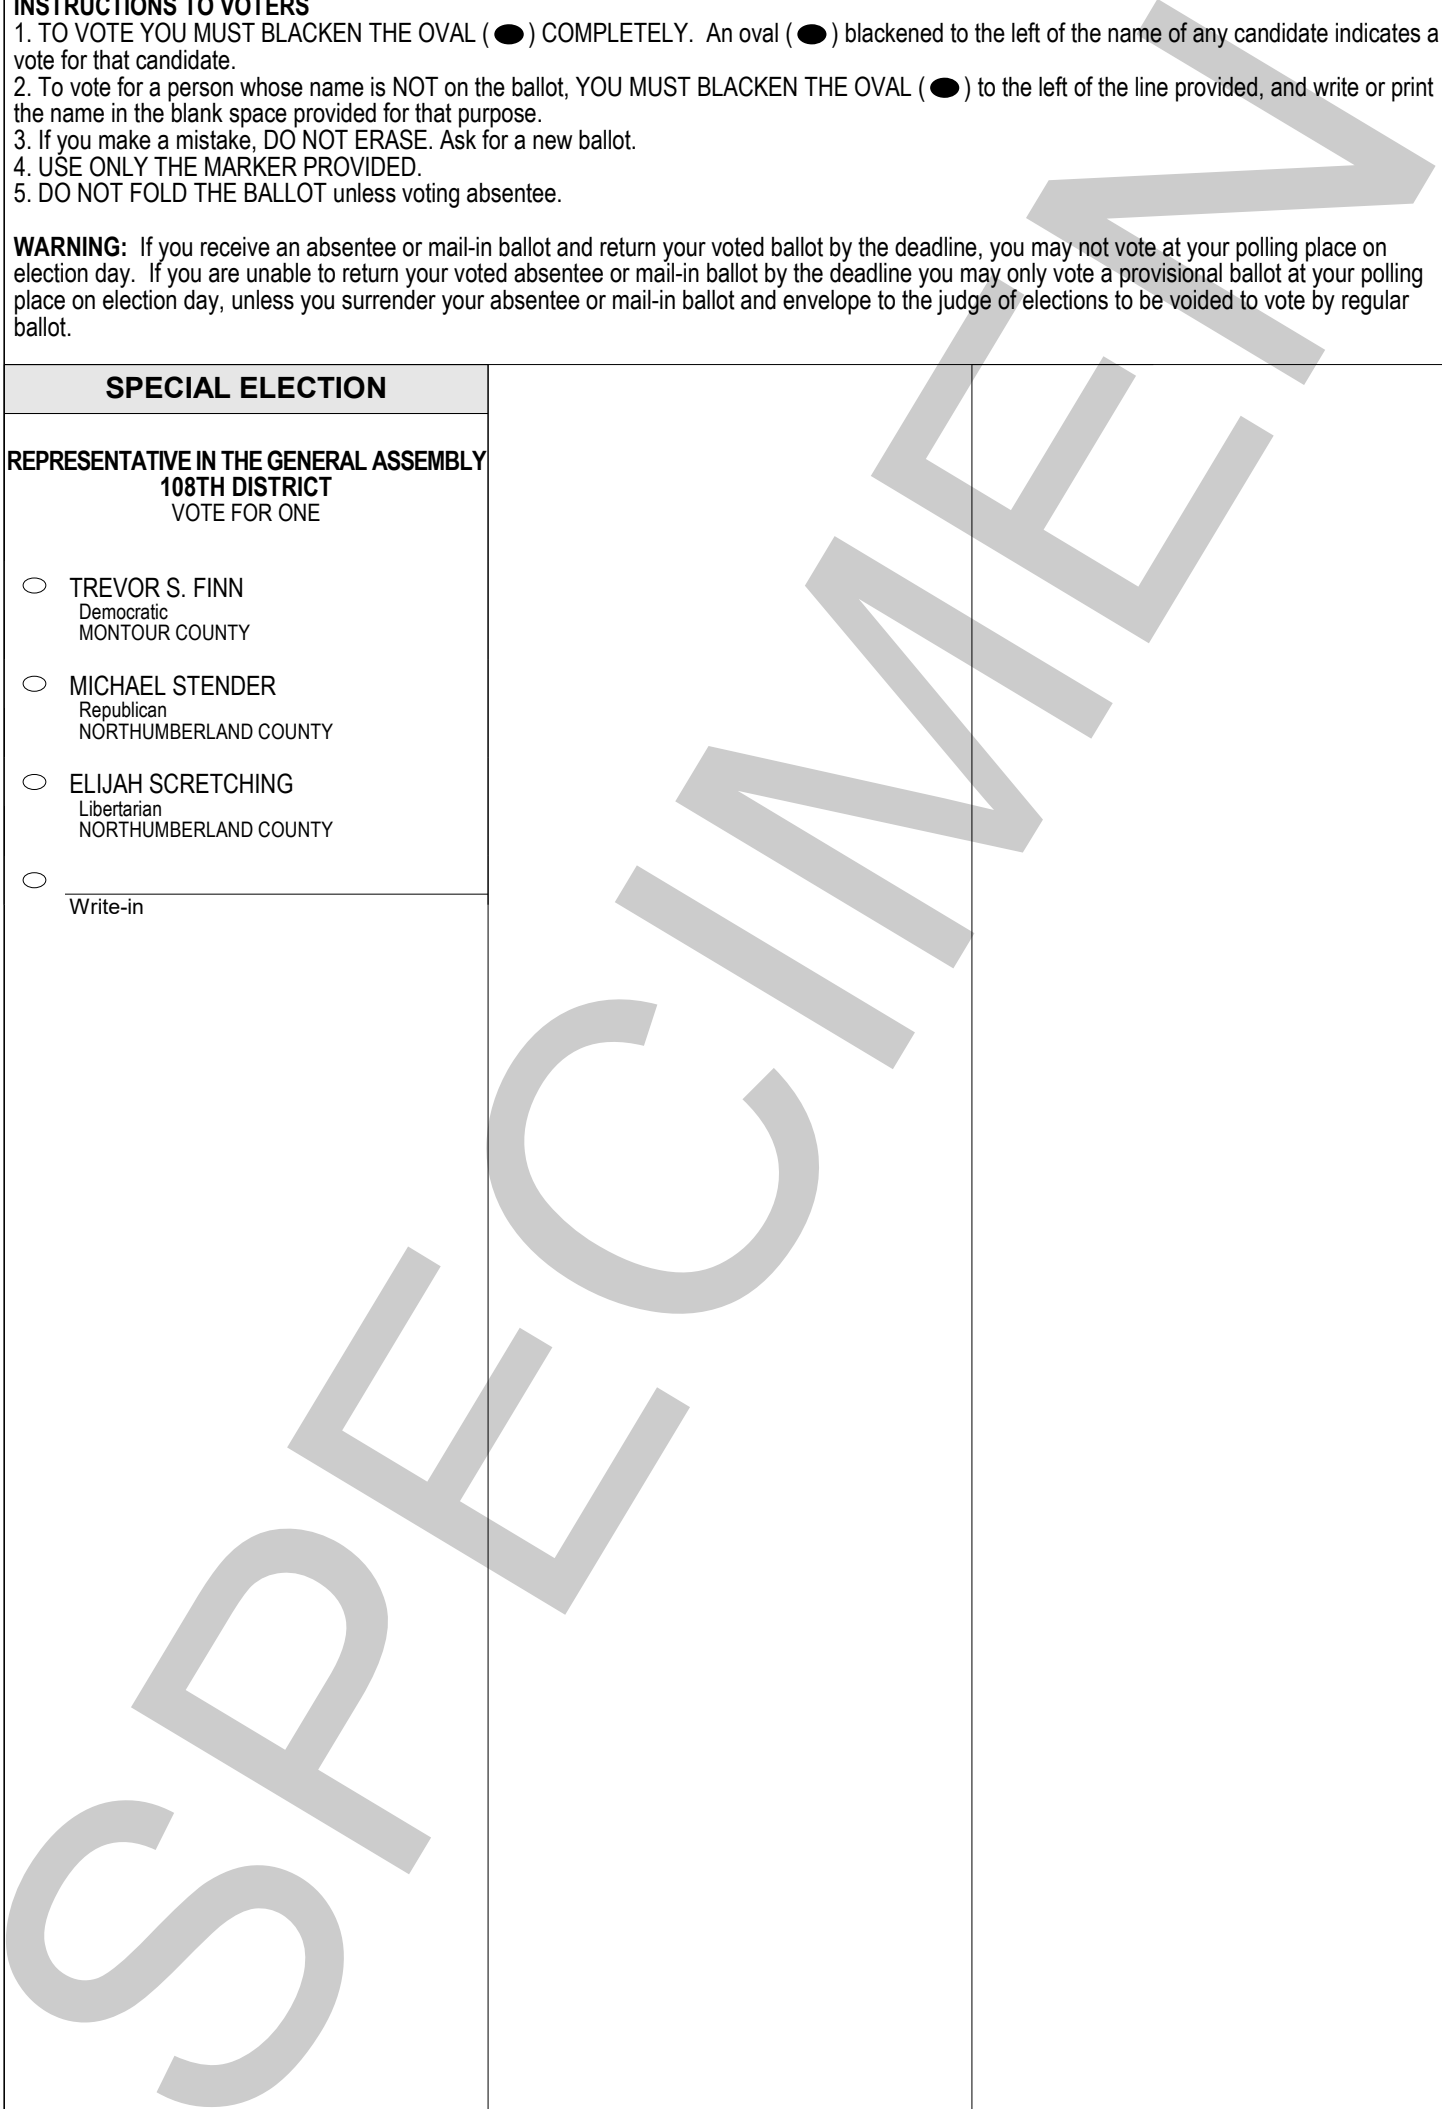 INSTRUCTIONS TO VOTERS
1. TO VOTE YOU MUST BLACKEN THE OVAL ( ) COMPLETELY.  An oval ( ) blackened to the left of the name of any candidate indicates a
vote for that candidate.
2. To vote for a person whose name is NOT on the ballot, YOU MUST BLACKEN THE OVAL ( ) to the left of the line provided, and write or print
the name in the blank space provided for that purpose.
3. If you make a mistake, DO NOT ERASE. Ask for a new ballot.
4. USE ONLY THE MARKER PROVIDED.
5. DO NOT FOLD THE BALLOT unless voting absentee.
WARNING:  If you receive an absentee or mail-in ballot and return your voted ballot by the deadline, you may not vote at your polling place on
election day.  If you are unable to return your voted absentee or mail-in ballot by the deadline you may only vote a provisional ballot at your polling
place on election day, unless you surrender your absentee or mail-in ballot and envelope to the judge of elections to be voided to vote by regular
ballot.
SPECIAL ELECTION
REPRESENTATIVE IN THE GENERAL ASSEMBLY
108TH DISTRICT
VOTE FOR ONE
TREVOR S. FINN
Democratic
MONTOUR COUNTY
MICHAEL STENDER
Republican
NORTHUMBERLAND COUNTY
ELIJAH SCRETCHING
Libertarian
NORTHUMBERLAND COUNTY
Write-in
SPECIMEN